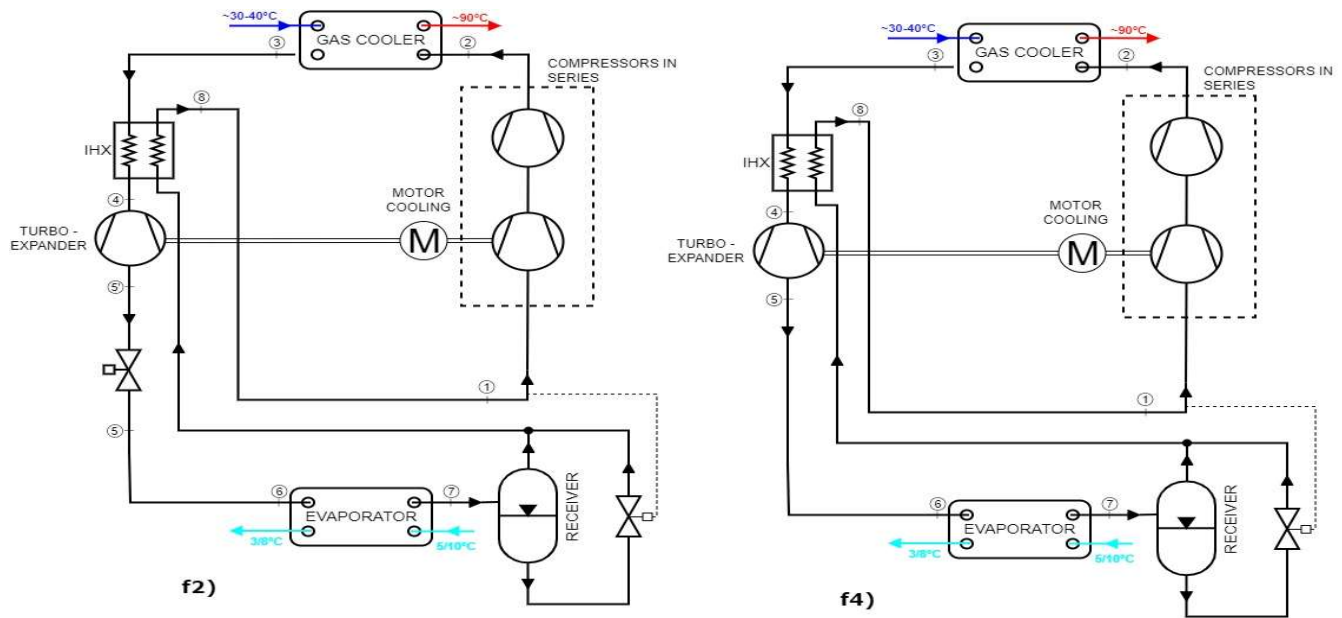 ~30-40°C
~90°C
GAS COOLER
3
2
8
COMPRESSORS IN
SERIES
IHX
4
MOTOR
COOLING
TURBO -
EXPANDER
M
5'
5
1
6
7
EVAPORATOR
RECEIVER
3/8°C
5/10°C
f2)
~30-40°C
~90°C
GAS COOLER
3
2
8
COMPRESSORS IN
SERIES
IHX
4
MOTOR
COOLING
TURBO -
EXPANDER
M
5
1
6
7
EVAPORATOR
RECEIVER
3/8°C
5/10°C
f4)